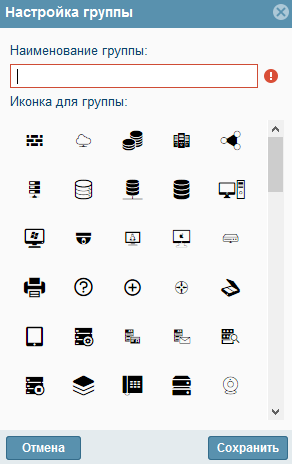 Настройка группы
Наименование группы:
Иконка для группы:
Отмена
Сохранить